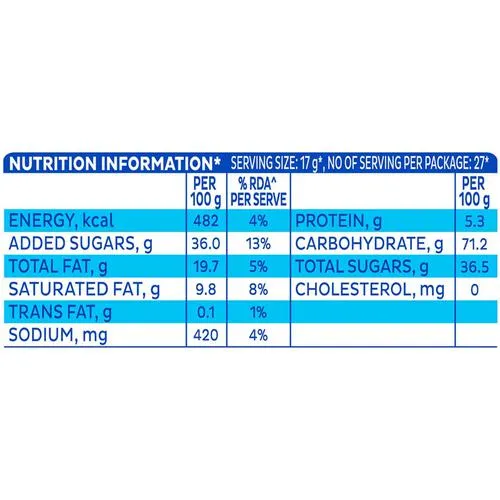 NUTRITION INFORMATION* SERVING SIZE: 17 g*, NO OF SERVING PER PACKAGE: 27*
PER 100 g % RDA^ PER SERVE PER 100 g
ENERGY, kcal 482 4% PROTEIN, g 5.3
ADDED SUGARS, g 36.0 13% CARBOHYDRATE, g 71.2
TOTAL FAT, g 19.7 5% TOTAL SUGARS, g 36.5
SATURATED FAT, g 9.8 8% CHOLESTEROL, mg 0
TRANS FAT, g 0.1 1%
SODIUM, mg 420 4%